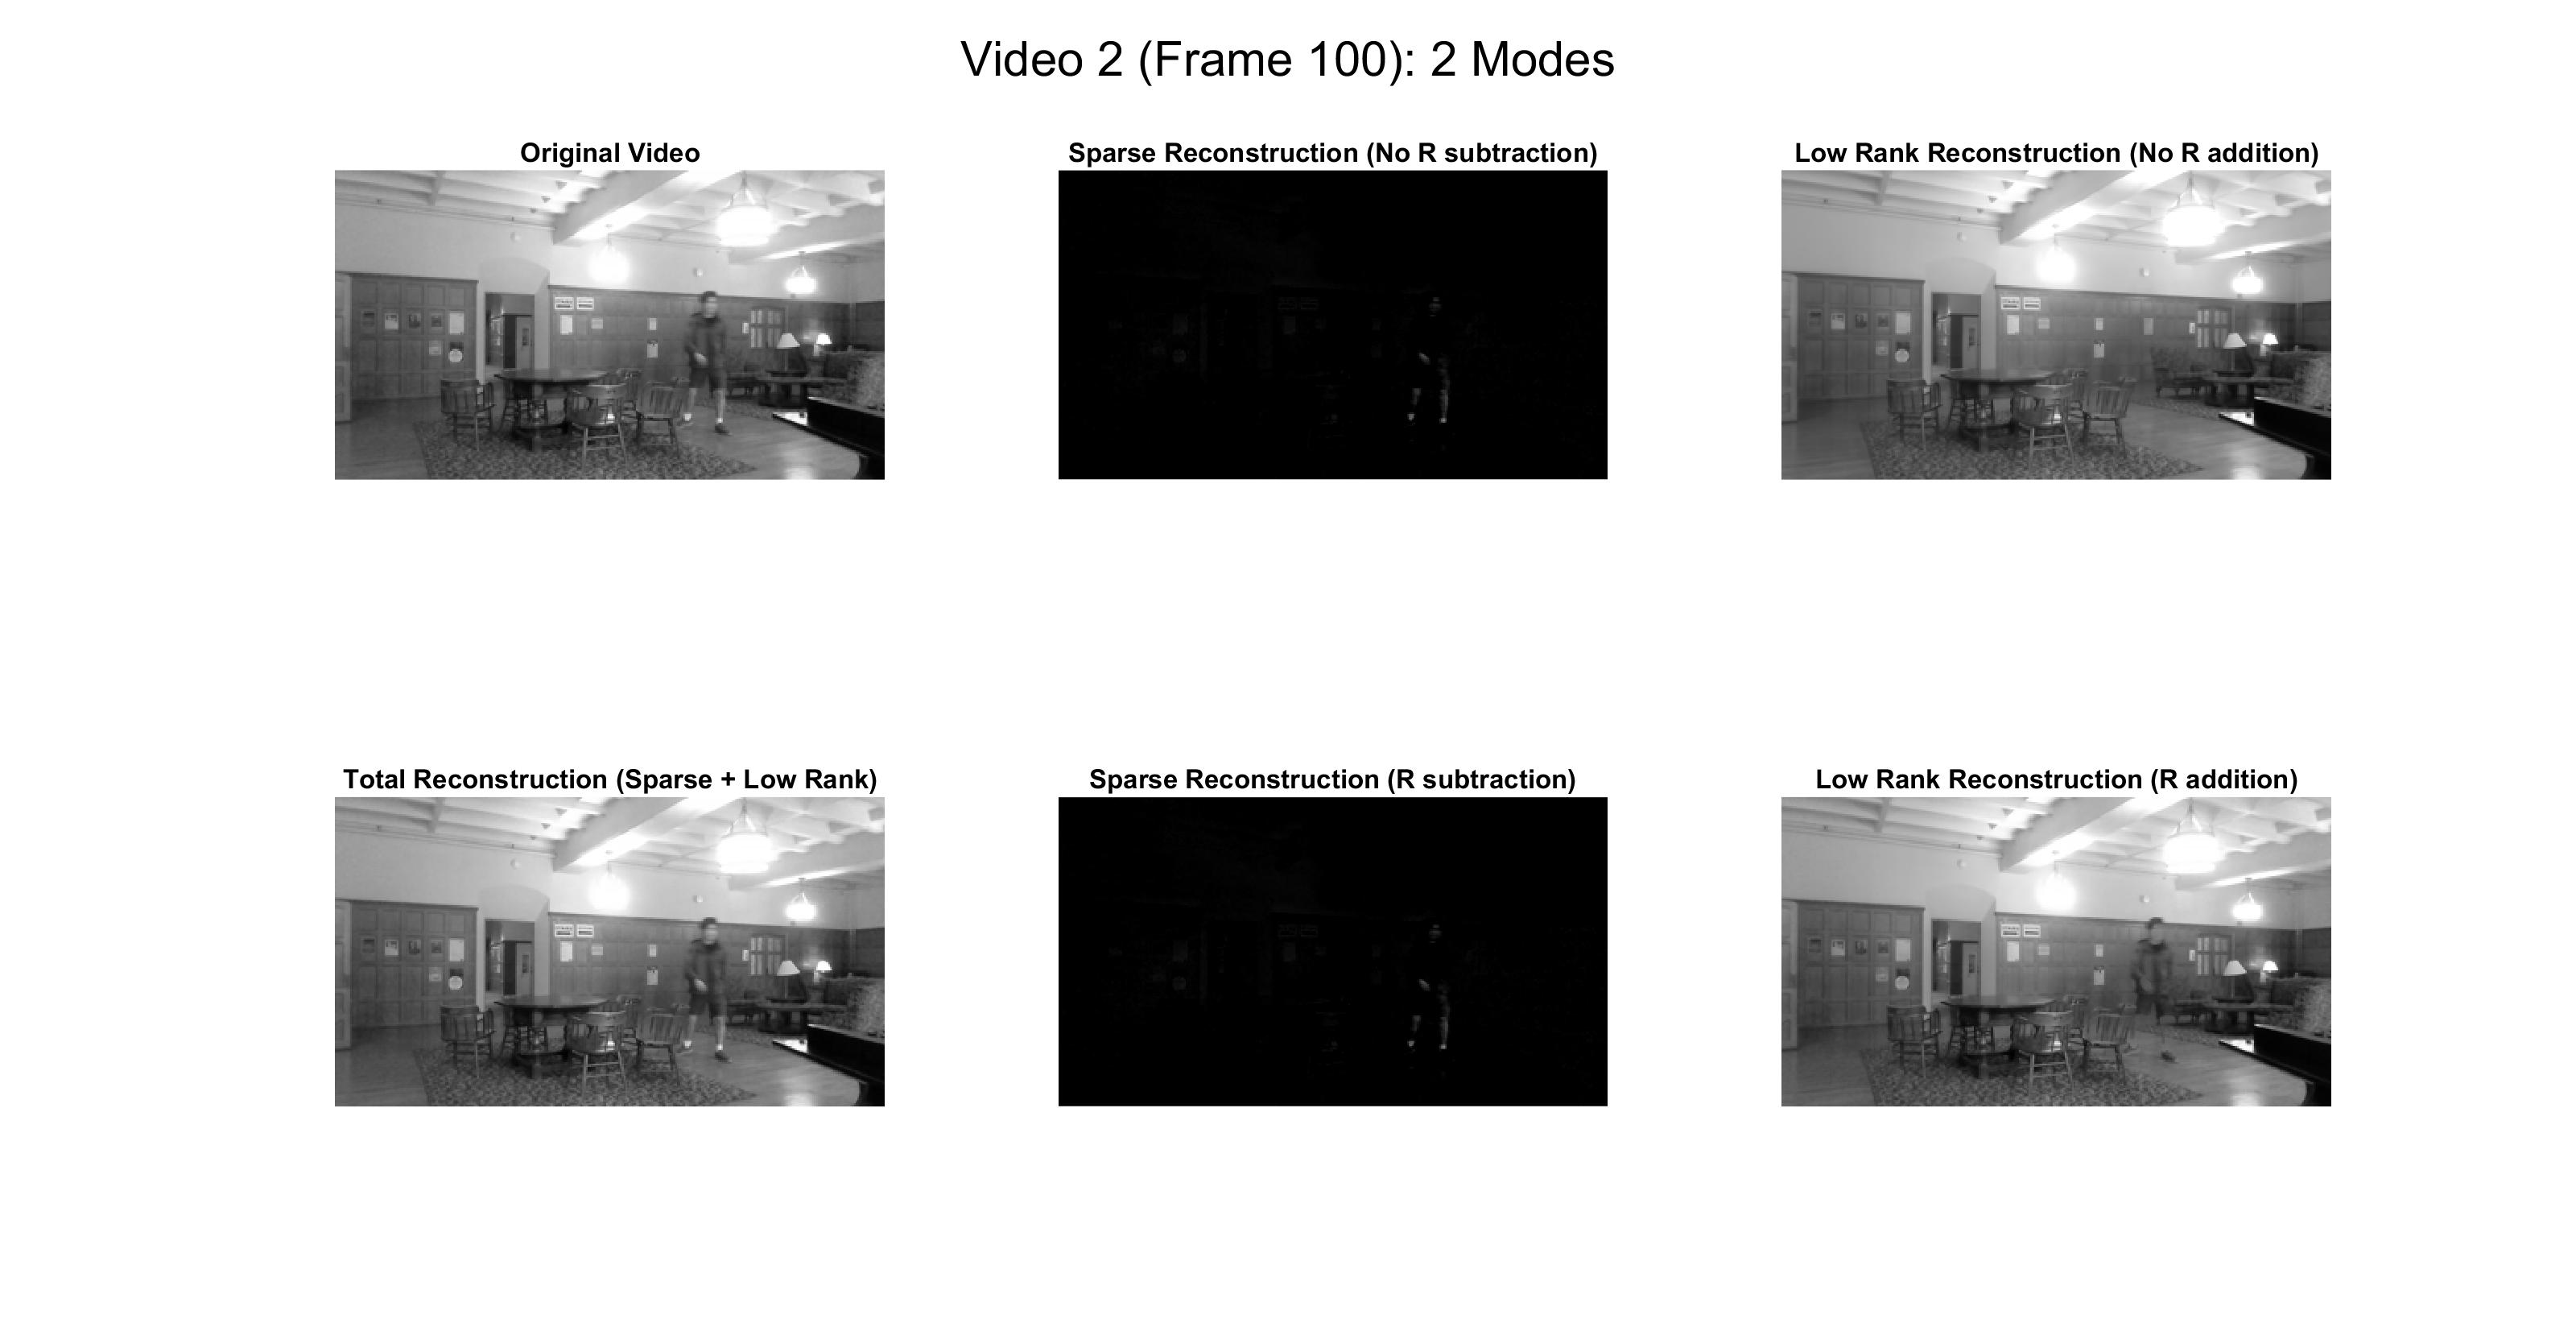 Video 2 (Frame 100): 2 Modes
Original Video
Sparse Reconstruction (No R subtraction)
Low Rank Reconstruction (No R addition)
Total Reconstruction (Sparse + Low Rank)
Sparse Reconstruction (R subtraction)
Low Rank Reconstruction (R addition)